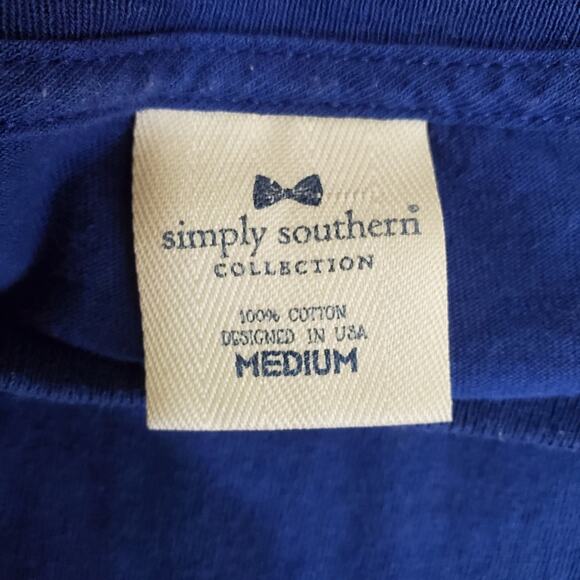 simply southern®
COLLECTION
100% COTTON
DESIGNED IN USA
MEDIUM